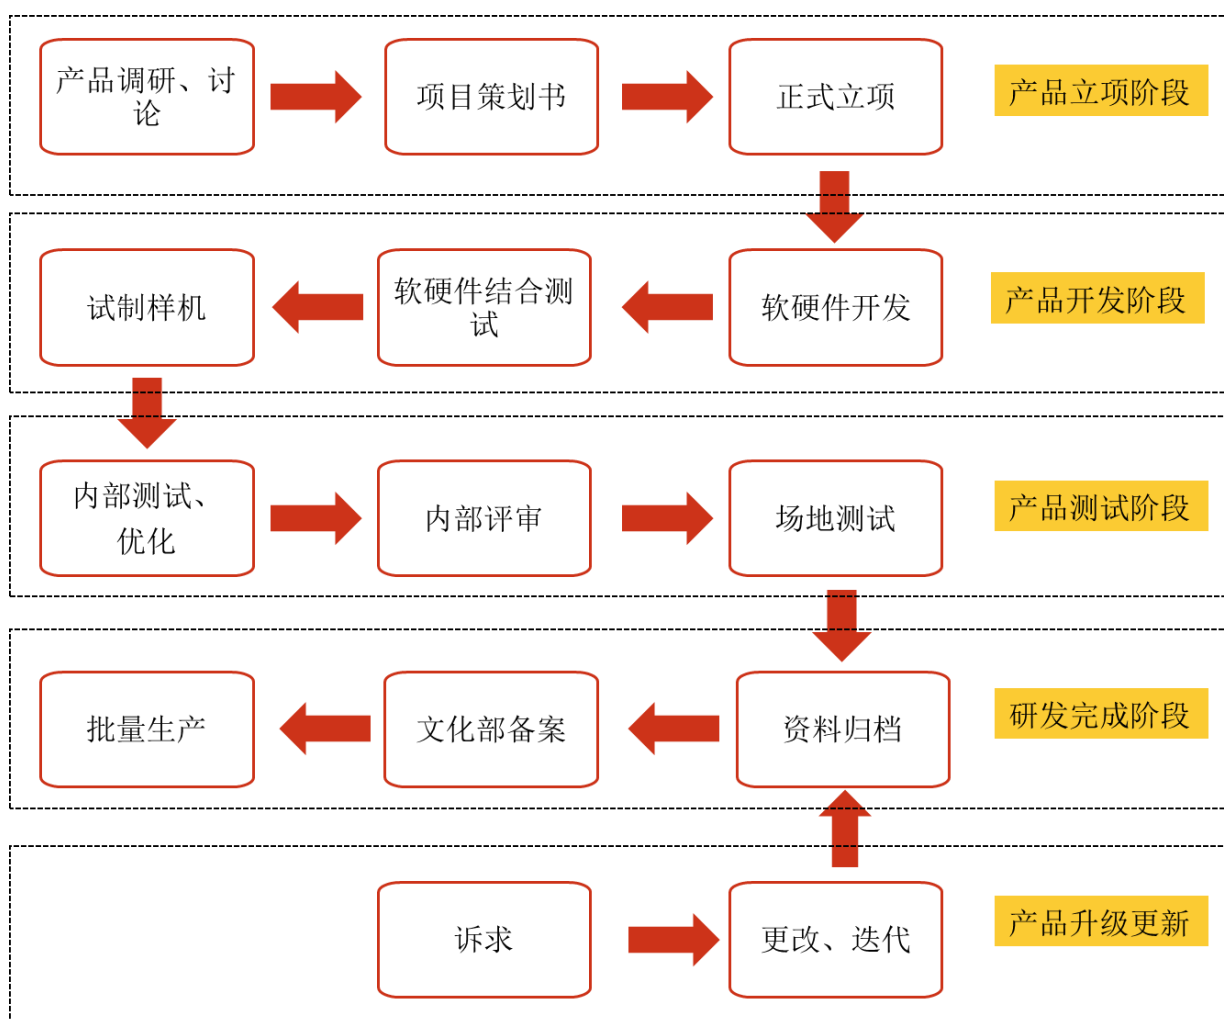 产品调研、讨
论
项目策划书
正式立项
产品立项阶段
试制样机
软硬件结合测
试
软硬件开发
产品开发阶段
内部测试、
优化
内部评审
场地测试
产品测试阶段
批量生产
文化部备案
资料归档
研发完成阶段
诉求
更改、迭代
产品升级更新